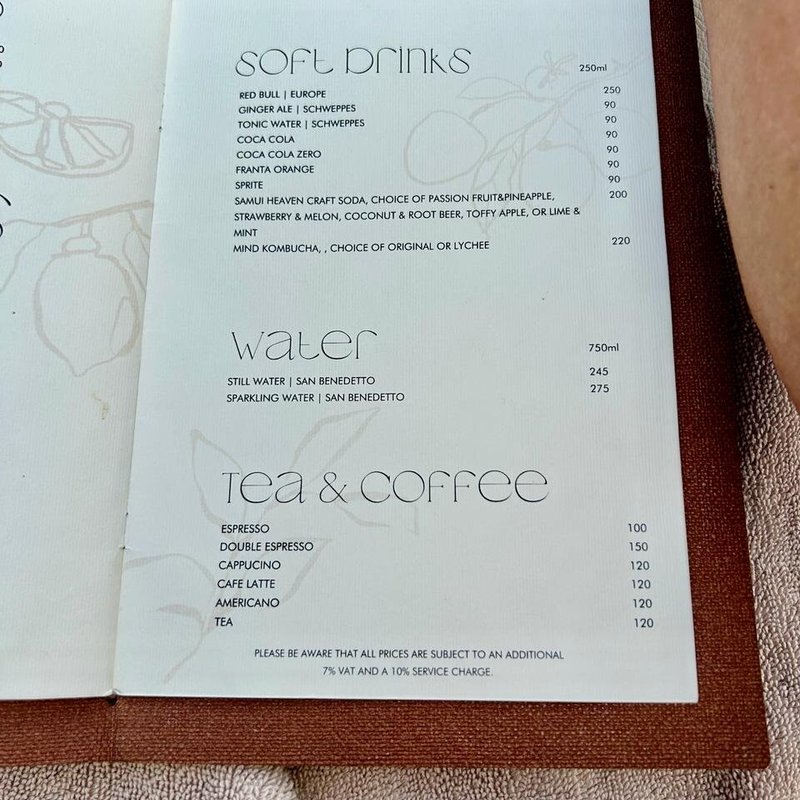 SOFT DRINKS
250ml
RED BULL | EUROPE 250
GINGER ALE | SCHWEPPES 90
TONIC WATER | SCHWEPPES 90
COCA COLA 90
COCA COLA ZERO 90
FRANTA ORANGE 90
SPRITE 90
SAMUI HEAVEN CRAFT SODA, CHOICE OF PASSION FRUIT&PINEAPPLE, 200
STRAWBERRY & MELON, COCONUT & ROOT BEER, TOFFY APPLE, OR LIME &
MINT
MIND KOMBUCHA, , CHOICE OF ORIGINAL OR LYCHEE 220
water
750ml
STILL WATER | SAN BENEDETTO 245
SPARKLING WATER | SAN BENEDETTO 275
Tea & COFFEE
ESPRESSO 100
DOUBLE ESPRESSO 150
CAPPUCINO 120
CAFE LATTE 120
AMERICANO 120
TEA 120
PLEASE BE AWARE THAT ALL PRICES ARE SUBJECT TO AN ADDITIONAL
7% VAT AND A 10% SERVICE CHARGE.